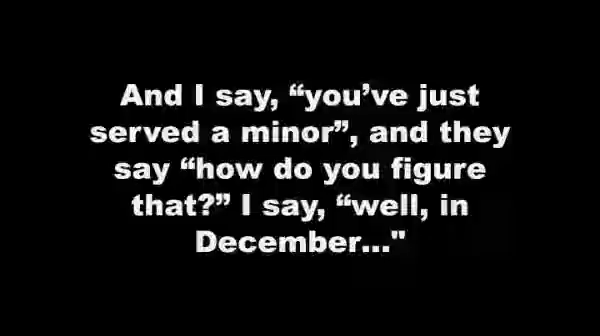 And I say, “you’ve just
served a minor”, and they
say “how do you figure
that?” I say, “well, in
December..."